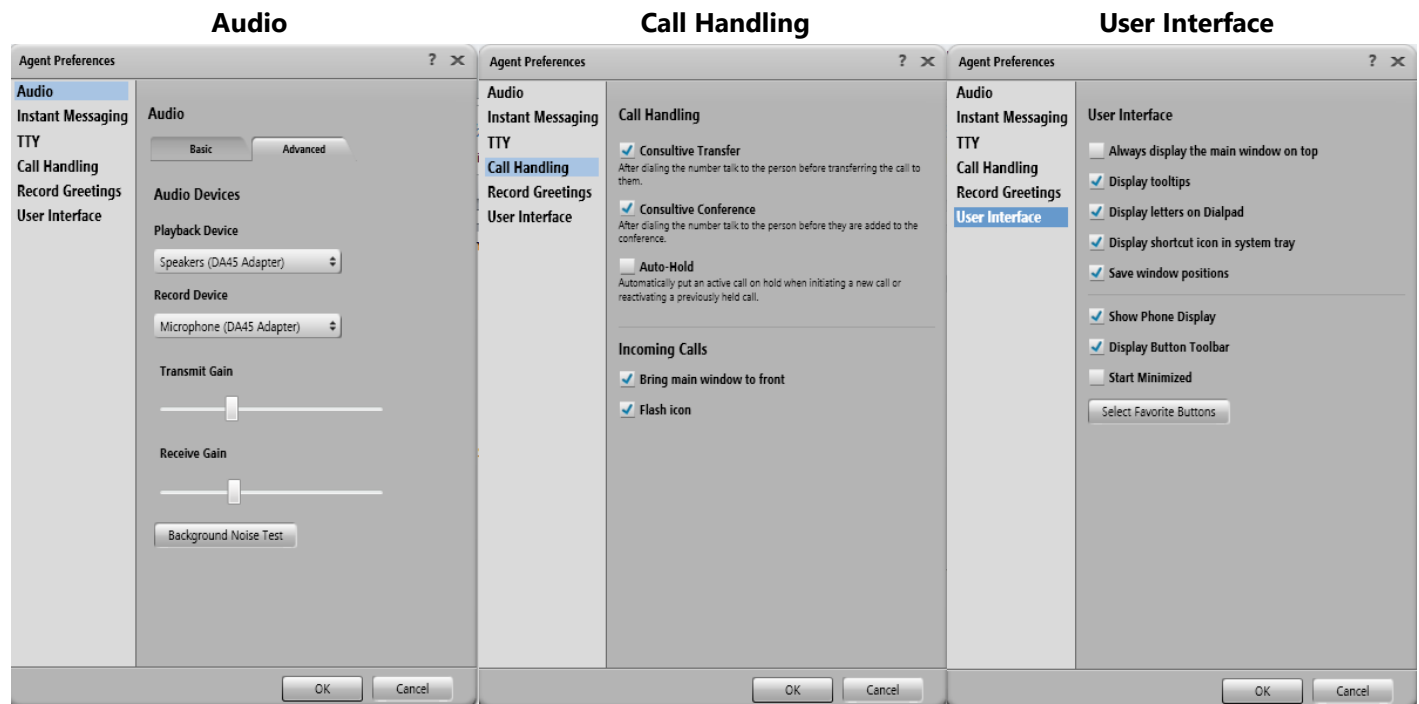 Audio
Call Handling
User Interface
Agent Preferences
? ×
Audio
Instant Messaging
TTY
Call Handling
Record Greetings
User Interface
Audio
Basic
Advanced
Audio Devices
Playback Device
Speakers (DA45 Adapter)
Record Device
Microphone (DA45 Adapter)
Transmit Gain
Receive Gain
Background Noise Test
OK
Cancel
Agent Preferences
? ×
Audio
Instant Messaging
TTY
Call Handling
Record Greetings
User Interface
Call Handling
Consultive Transfer
After dialing the number talk to the person before transferring the call to
them.
Consultive Conference
After dialing the number talk to the person before they are added to the
conference.
Auto-Hold
Automatically put an active call on hold when initiating a new call or
reactivating a previously held call.
Incoming Calls
Bring main window to front
Flash icon
OK
Cancel
Agent Preferences
? ×
Audio
Instant Messaging
TTY
Call Handling
Record Greetings
User Interface
User Interface
Always display the main window on top
Display tooltips
Display letters on Dialpad
Display shortcut icon in system tray
Save window positions
Show Phone Display
Display Button Toolbar
Start Minimized
Select Favorite Buttons
OK
Cancel